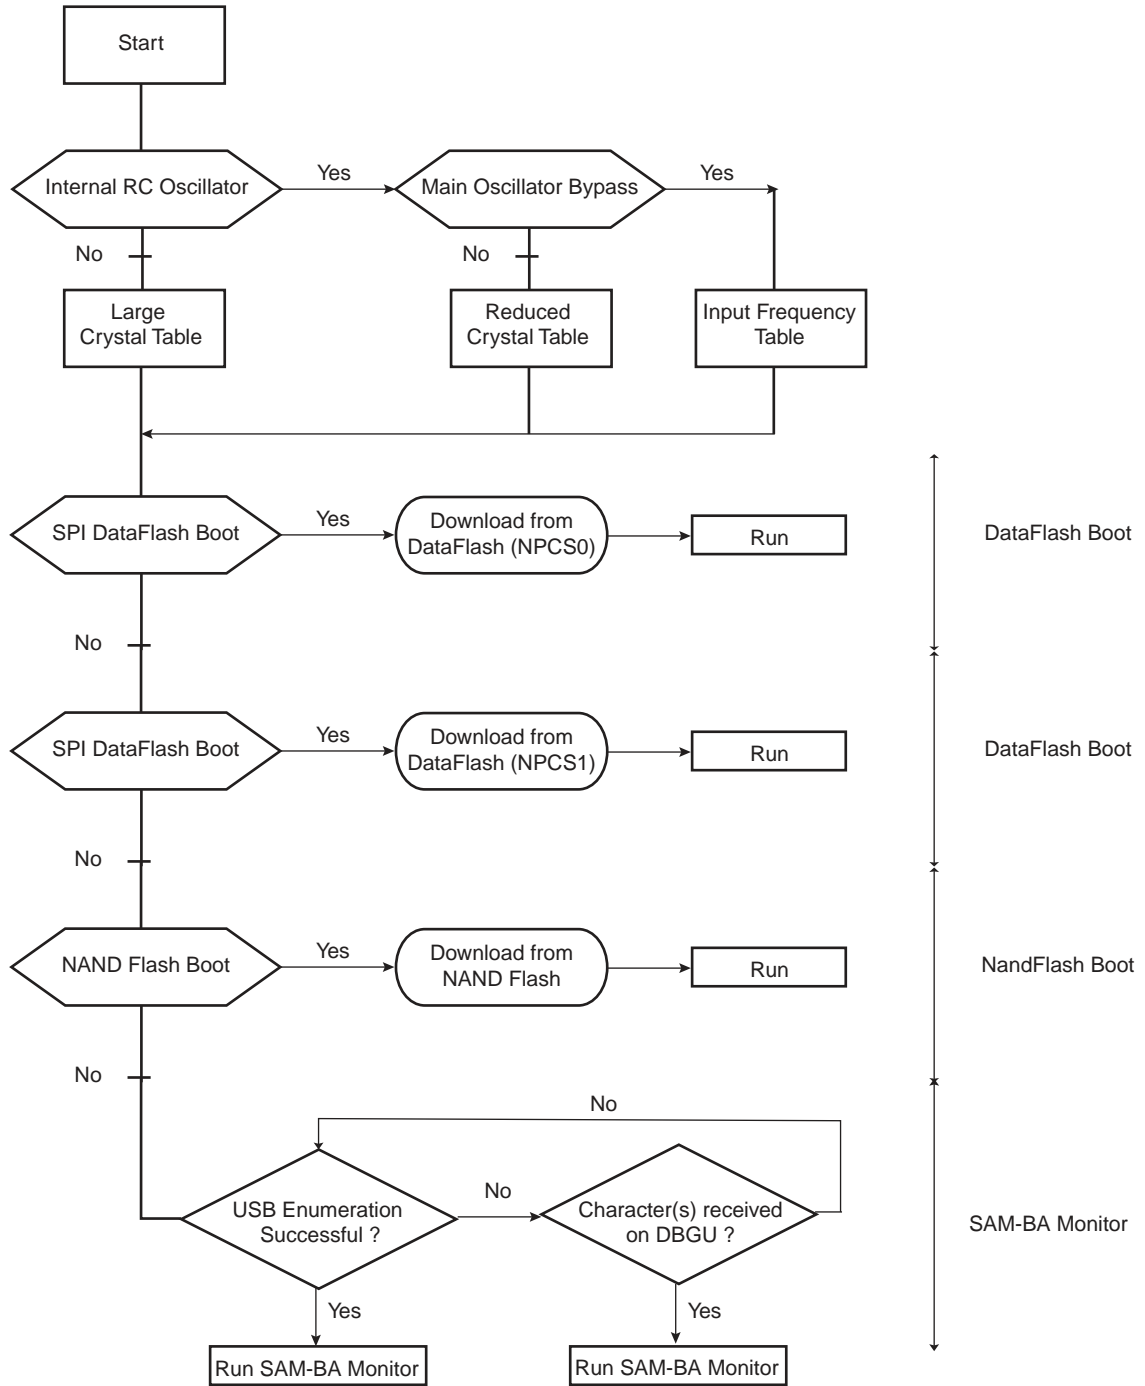 Start
Internal RC Oscillator
Yes
Main Oscillator Bypass
Yes
No
No
Large
Crystal Table
Reduced
Crystal Table
Input Frequency
Table
SPI DataFlash Boot
Yes
Download from
DataFlash (NPCS0)
Run
DataFlash Boot
No
SPI DataFlash Boot
Yes
Download from
DataFlash (NPCS1)
Run
DataFlash Boot
No
NAND Flash Boot
Yes
Download from
NAND Flash
Run
NandFlash Boot
No
No
USB Enumeration
Successful ?
No
Character(s) received
on DBGU ?
SAM-BA Monitor
Yes
Yes
Run SAM-BA Monitor
Run SAM-BA Monitor